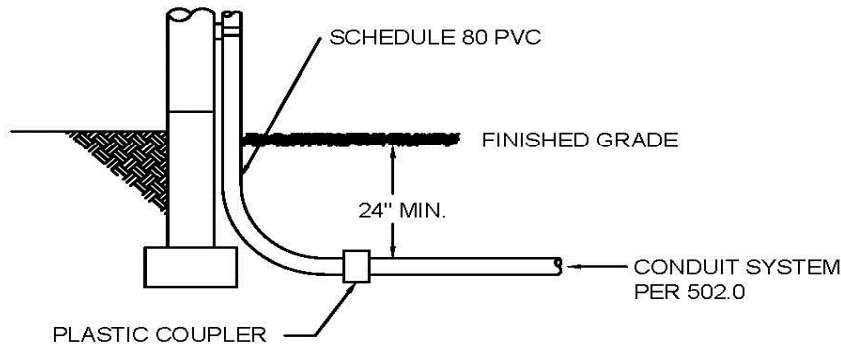 SCHEDULE 80 PVC
FINISHED GRADE
24" MIN.
CONDUIT SYSTEM
PER 502.0
PLASTIC COUPLER